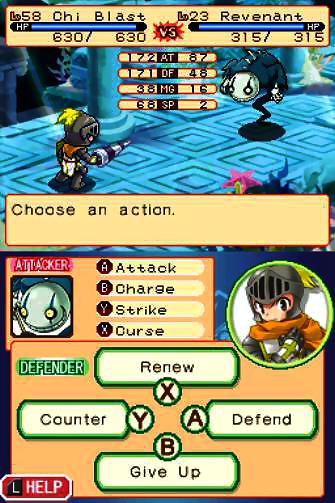 Lv58 Chi Blast
Lv23 Revenant
HP
630/ 630
VS
HP
315/ 315
172 AT 87
171 DF 48
38 MG 16
68 SP 2
Choose an action.
ATTACKER
A Attack
B Charge
Y Strike
X Curse
DEFENDER
Renew
X
Counter Y A Defend
B
Give Up
L HELP